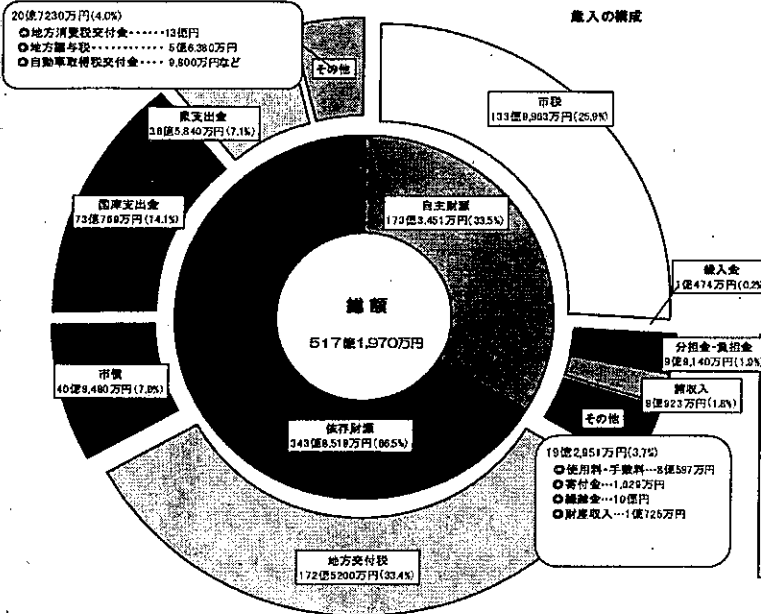 歳入の構成
20億7230万円(4.0%)
◎地方消費税交付金……13億円
◎地方譲与税…………5億6,380万円
◎自動車取得税交付金…9,800万円など
その他
県支出金
36億5,840万円(7.1%)
国庫支出金
73億769万円(14.1%)
市債
40億9,480万円(7.9%)
地方交付税
172億5200万円(33.4%)
市税
133億9,903万円(25.9%)
自主財源
173億3,451万円(33.5%)
総額
517億1,970万円
依存財源
343億8,519万円(66.5%)
繰入金
1億474万円(0.2%
分担金・負担金
9億9,140万円(1.9%)
諸収入
9億923万円(1.8%)
その他
19億2,951万円(3.7%)
◎使用料・手数料…8億597万円
◎寄付金…1,029万円
◎繰越金…10億円
◎財産収入…1億725万円